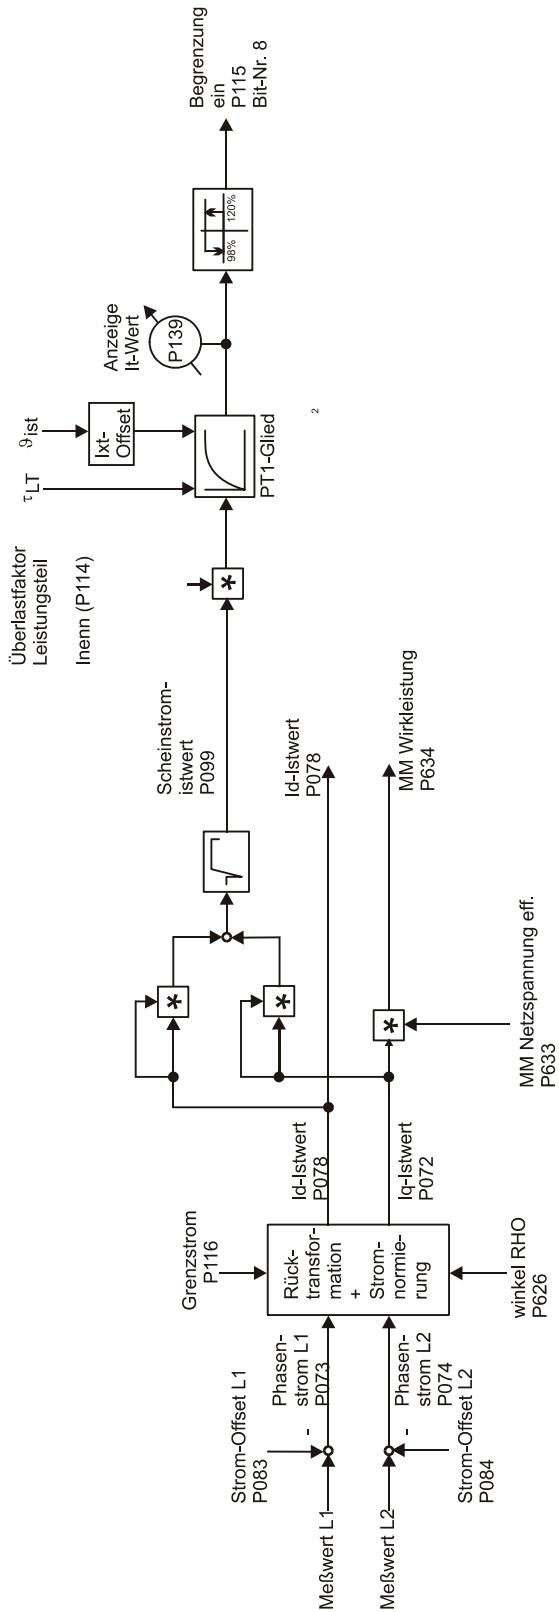 Meßwert L1
Meßwert L2
Strom-Offset L1
P083
-
Strom-Offset L2
P084
-
Phasen-
strom L1
P073
Phasen-
strom L2
P074
Grenzstrom
P116
Rück-
transfor-
mation
+
Strom-
normie-
rung
winkel RHO
P626
Id-Istwert
P078
Iq-Istwert
P072
*
*
*
MM Netzspannung eff.
P633
Id-Istwert
P078
MM Wirkleistung
P634
Scheinstrom-
istwert
P099
Überlastfaktor
Leistungsteil
Inenn (P114)
*
τLT
ϑist
Ixt-
Offset
PT1-Glied
2
Anzeige
It-Wert
P139
98%
120%
Begrenzung
ein
P115
Bit-Nr. 8